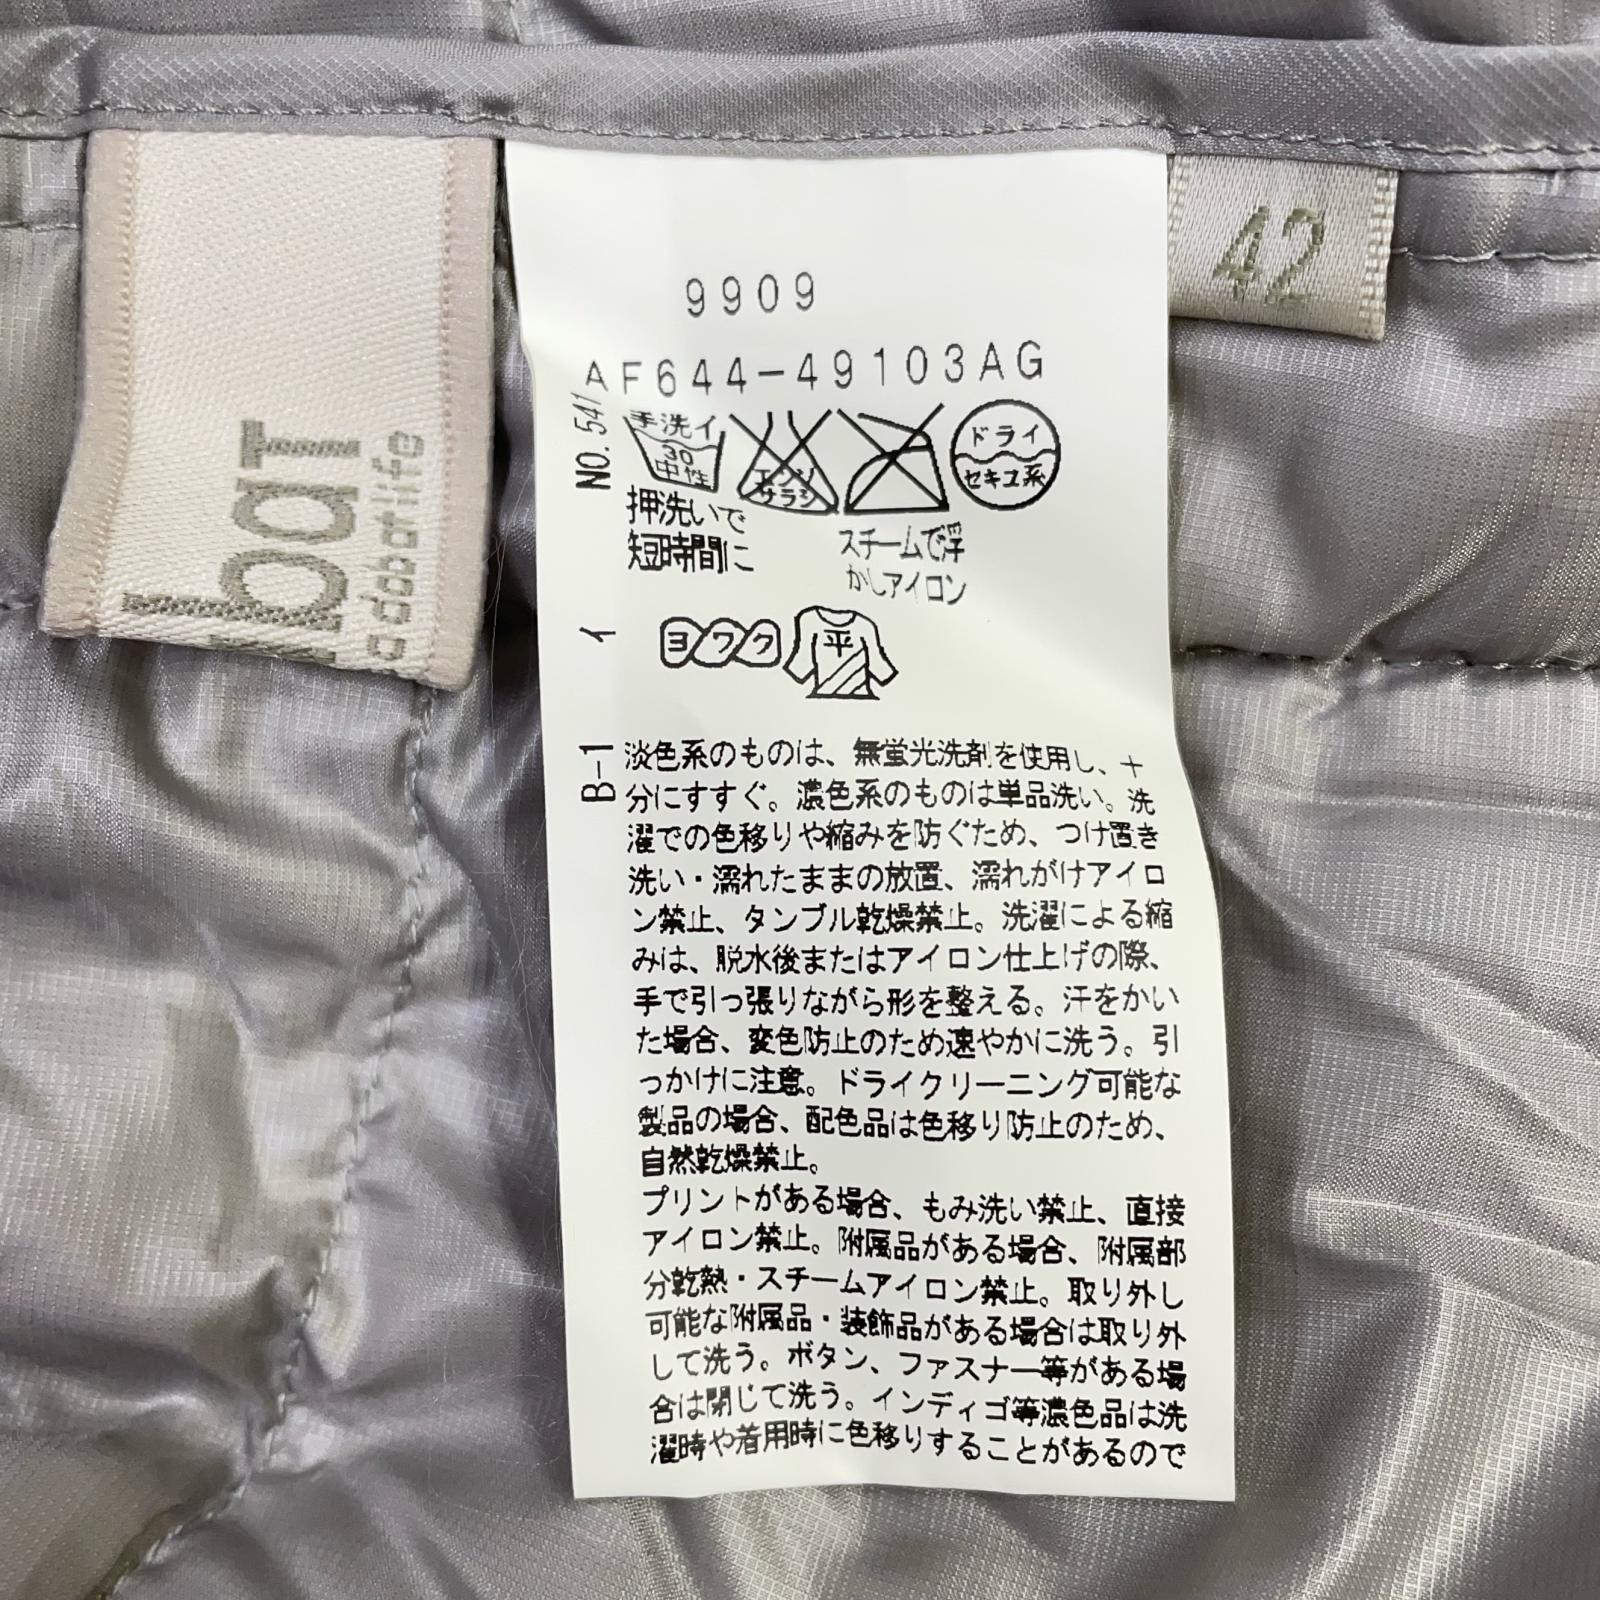 abat
a dabat life
42
9909
AF644-49103AG
NO. 541
イ
B-1
手洗イ
30
中性
エンソ
サラシ
ドライ
セキユ系
押洗いで
短時間に
スチームで浮
かしアイロン
ヨワク
平
淡色系のものは、無蛍光洗剤を使用し、十
分にすすぐ。濃色系のものは単品洗い。洗
濯での色移りや縮みを防ぐため、つけ置き
洗い・濡れたままの放置、濡れがけアイロ
ン禁止、タンブル乾燥禁止。洗濯による縮
みは、脱水後またはアイロン仕上げの際、
手で引っ張りながら形を整える。汗をかい
た場合、変色防止のため速やかに洗う。引
っかけに注意。ドライクリーニング可能な
製品の場合、配色品は色移り防止のため、
自然乾燥禁止。
プリントがある場合、もみ洗い禁止、直接
アイロン禁止。附属品がある場合、附属部
分乾熱・スチームアイロン禁止。取り外し
可能な附属品・装飾品がある場合は取り外
して洗う。ボタン、ファスナー等がある場
合は閉じて洗う。インディゴ等濃色品は洗
濯時や着用時に色移りすることがあるので